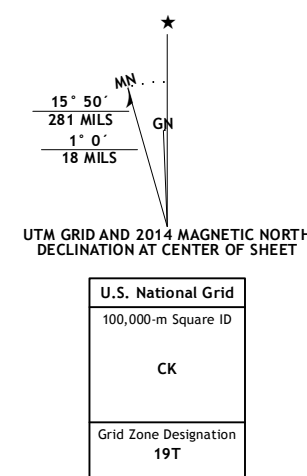 ★
MN
15° 50´
281 MILS
GN
1° 0´
18 MILS
UTM GRID AND 2014 MAGNETIC NORTH
DECLINATION AT CENTER OF SHEET
U.S. National Grid
100,000-m Square ID
CK
Grid Zone Designation
19T